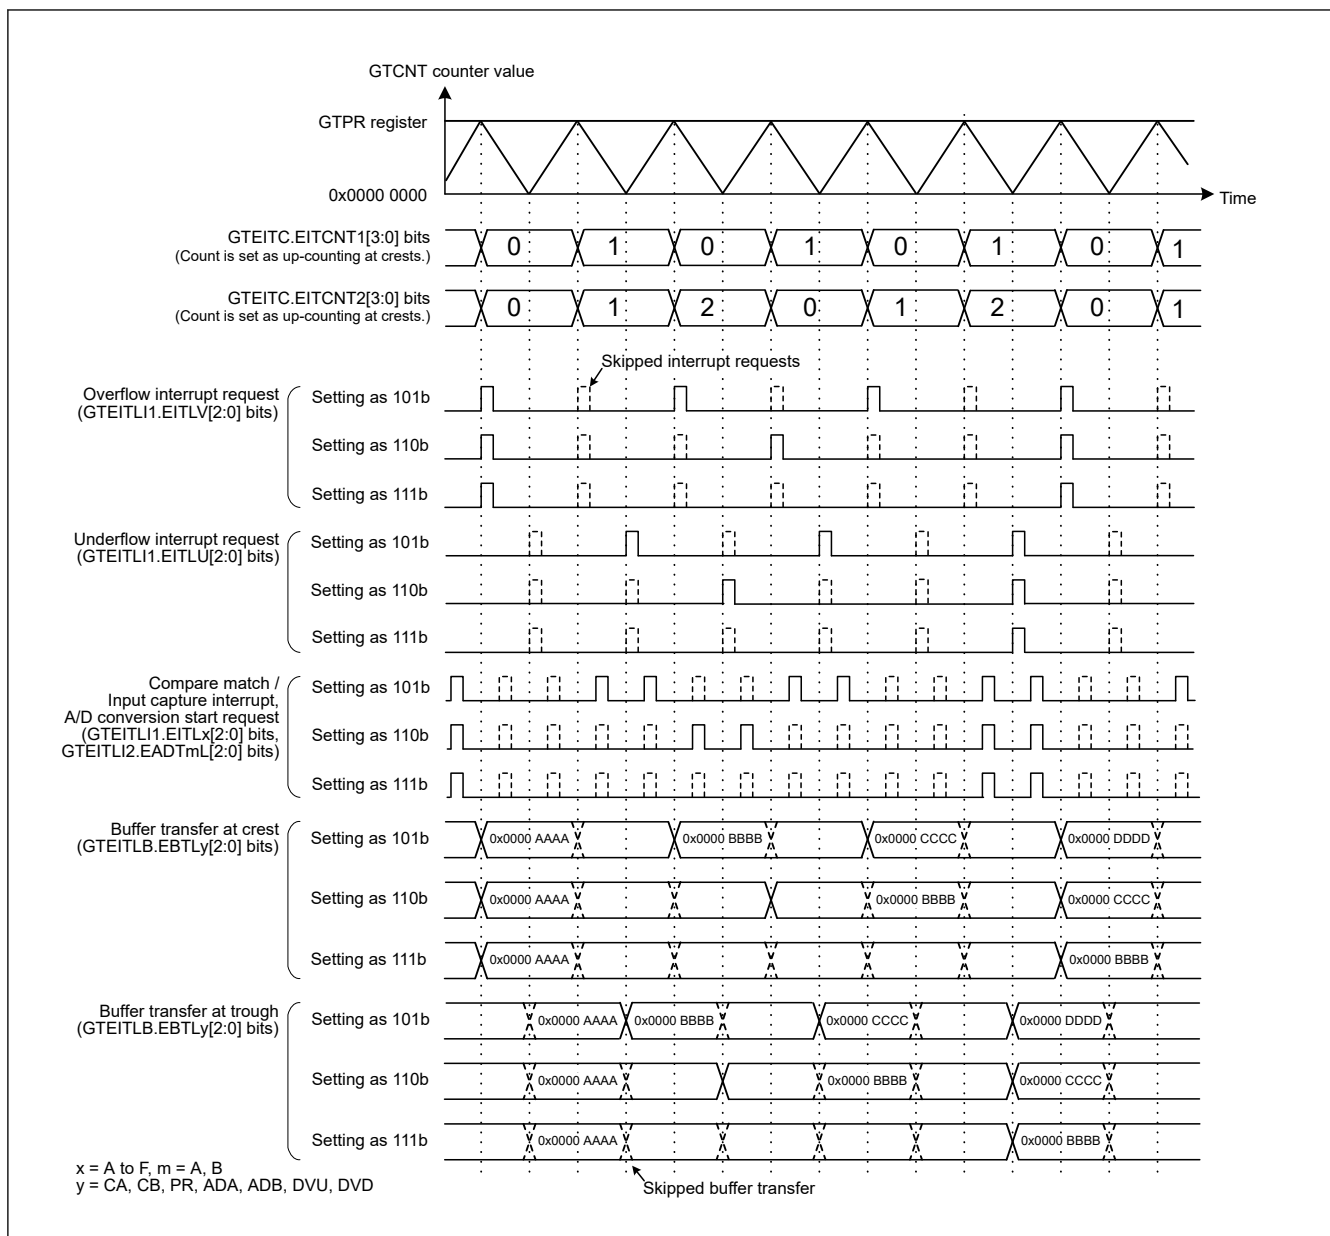 GTCNT counter value
GTPR register
0x0000 0000
Time
GTEITC.EITCNT1[3:0] bits
(Count is set as up-counting at crests.)
0 1 0 1 0 1 0 1
GTEITC.EITCNT2[3:0] bits
(Count is set as up-counting at crests.)
0 1 2 0 1 2 0 1
Skipped interrupt requests
Overflow interrupt request
(GTEITLI1.EITLV[2:0] bits)
Setting as 101b
Setting as 110b
Setting as 111b
Underflow interrupt request
(GTEITLI1.EITLU[2:0] bits)
Setting as 101b
Setting as 110b
Setting as 111b
Compare match /
Input capture interrupt,
A/D conversion start request
(GTEITLI1.EITLx[2:0] bits,
GTEITLI2.EADTmL[2:0] bits)
Setting as 101b
Setting as 110b
Setting as 111b
Buffer transfer at crest
(GTEITLB.EBTLy[2:0] bits)
Setting as 101b
0x0000 AAAA 0x0000 BBBB 0x0000 CCCC 0x0000 DDDD
Setting as 110b
0x0000 AAAA 0x0000 BBBB 0x0000 CCCC
Setting as 111b
0x0000 AAAA 0x0000 BBBB
Buffer transfer at trough
(GTEITLB.EBTLy[2:0] bits)
Setting as 101b
0x0000 AAAA 0x0000 BBBB 0x0000 CCCC 0x0000 DDDD
Setting as 110b
0x0000 AAAA 0x0000 BBBB 0x0000 CCCC
Setting as 111b
0x0000 AAAA 0x0000 BBBB
Skipped buffer transfer
x = A to F, m = A, B
y = CA, CB, PR, ADA, ADB, DVU, DVD